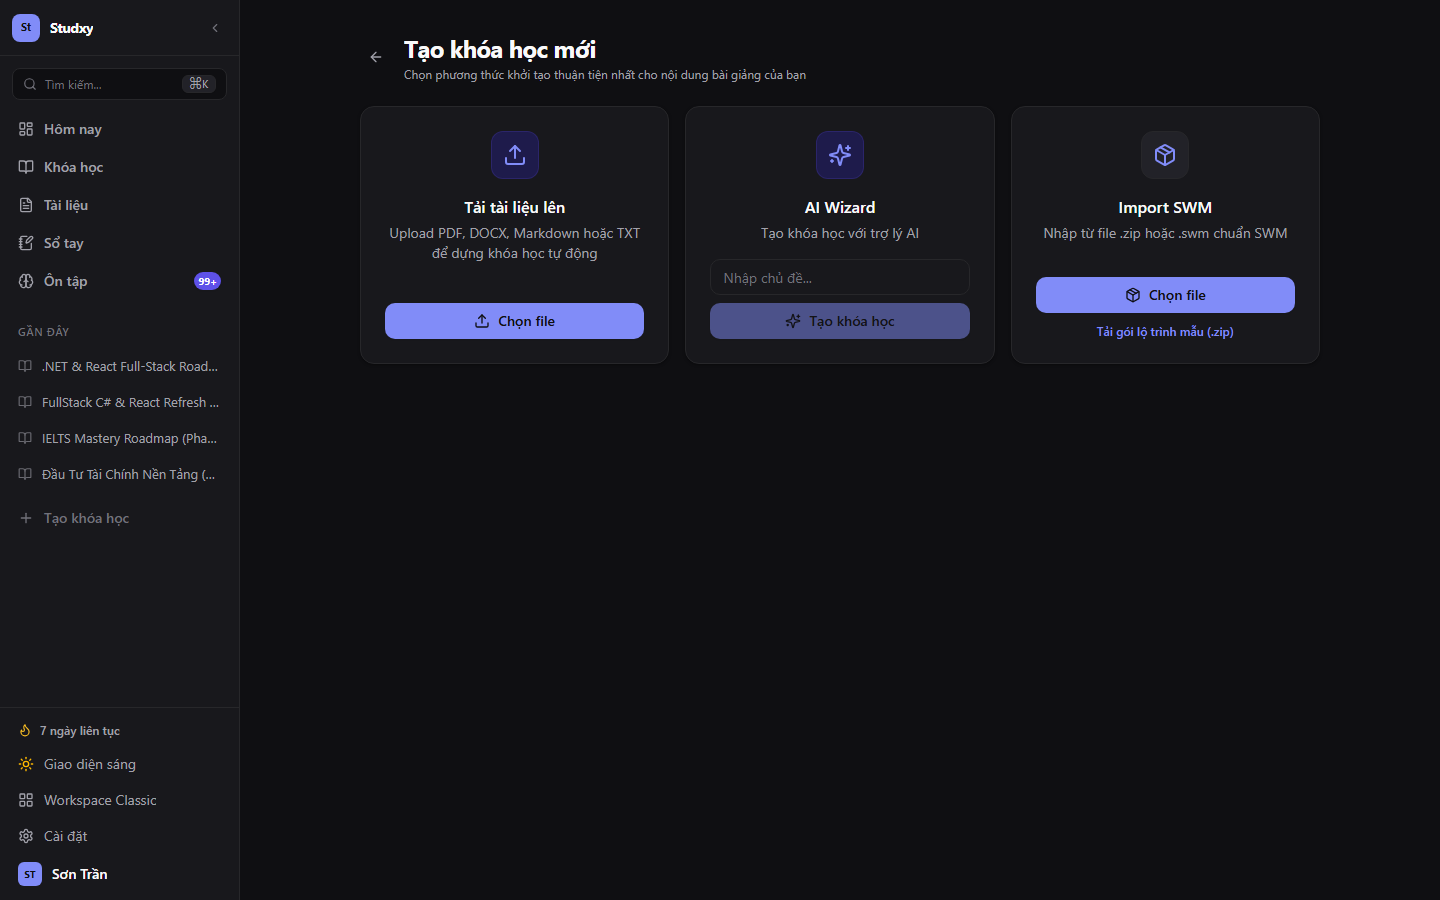 St Studxy
Tìm kiếm... ⌘K
Hôm nay
Khóa học
Tài liệu
Sổ tay
Ôn tập 99+
GẦN ĐÂY
.NET & React Full-Stack Road...
FullStack C# & React Refresh ...
IELTS Mastery Roadmap (Pha...
Đầu Tư Tài Chính Nền Tảng (...
Tạo khóa học
7 ngày liên tục
Giao diện sáng
Workspace Classic
Cài đặt
ST Sơn Trần
Tạo khóa học mới
Chọn phương thức khởi tạo thuận tiện nhất cho nội dung bài giảng của bạn
Tải tài liệu lên
Upload PDF, DOCX, Markdown hoặc TXT
để dựng khóa học tự động
Chọn file
AI Wizard
Tạo khóa học với trợ lý AI
Nhập chủ đề...
Tạo khóa học
Import SWM
Nhập từ file .zip hoặc .swm chuẩn SWM
Chọn file
Tải gói lộ trình mẫu (.zip)